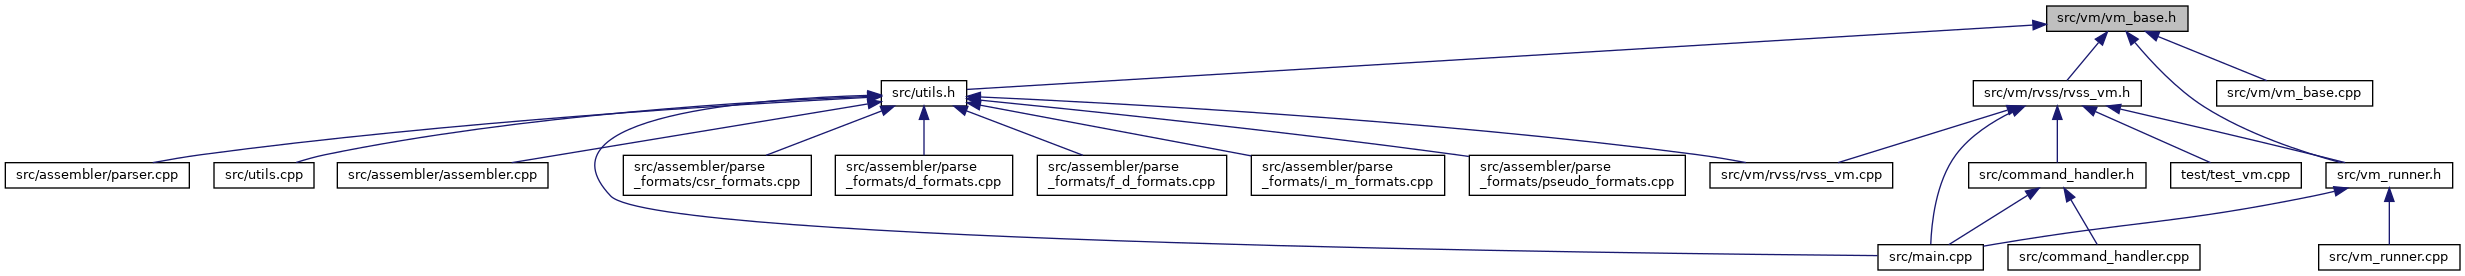 src/vm/vm_base.h
src/utils.h
src/vm/rvss/rvss_vm.h
src/vm/vm_base.cpp
src/assembler/parser.cpp
src/utils.cpp
src/assembler/assembler.cpp
src/assembler/parse
_formats/csr_formats.cpp
src/assembler/parse
_formats/d_formats.cpp
src/assembler/parse
_formats/f_d_formats.cpp
src/assembler/parse
_formats/i_m_formats.cpp
src/assembler/parse
_formats/pseudo_formats.cpp
src/vm/rvss/rvss_vm.cpp
src/command_handler.h
test/test_vm.cpp
src/vm_runner.h
src/main.cpp
src/command_handler.cpp
src/vm_runner.cpp